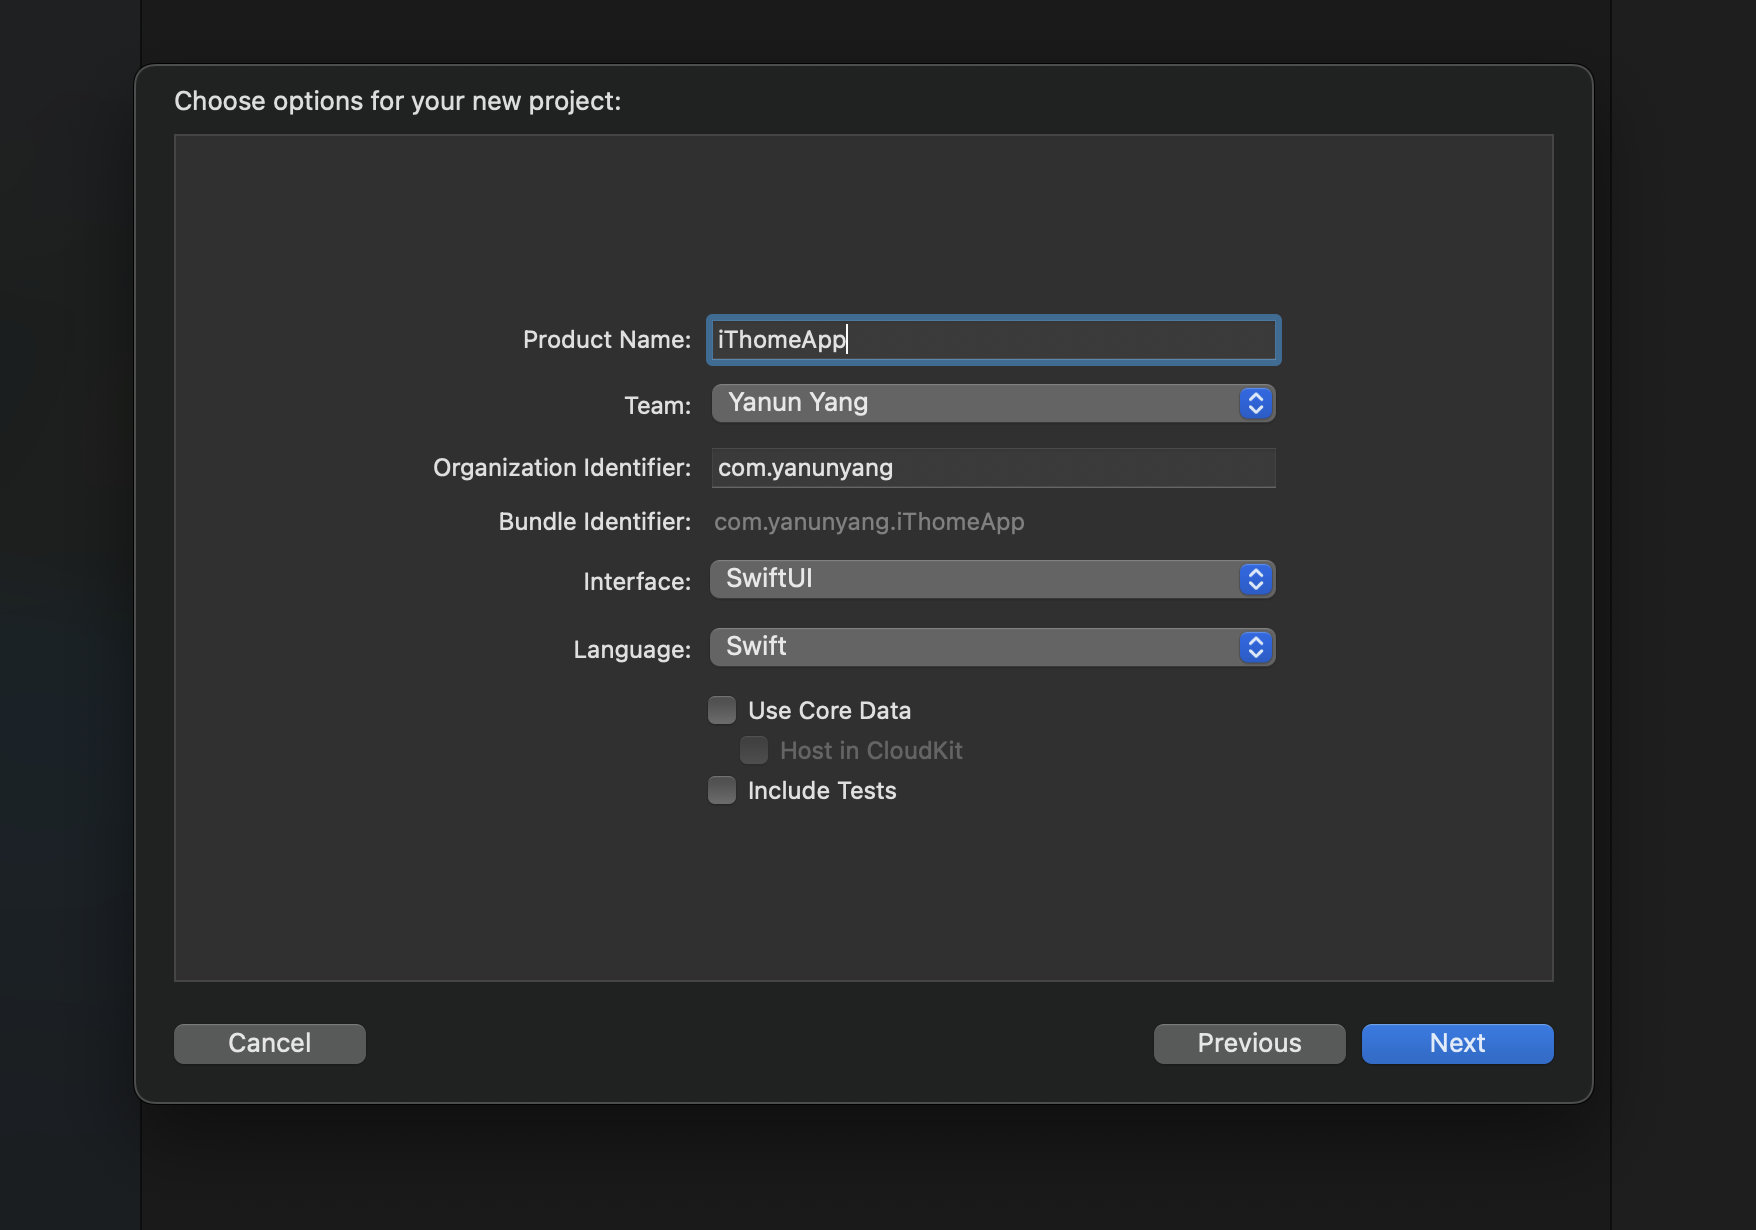 Choose options for your new project:
Product Name: iThomeApp
Team: Yanun Yang
Organization Identifier: com.yanunyang
Bundle Identifier: com.yanunyang.iThomeApp
Interface: SwiftUI
Language: Swift
Use Core Data
Host in CloudKit
Include Tests
Cancel Previous Next